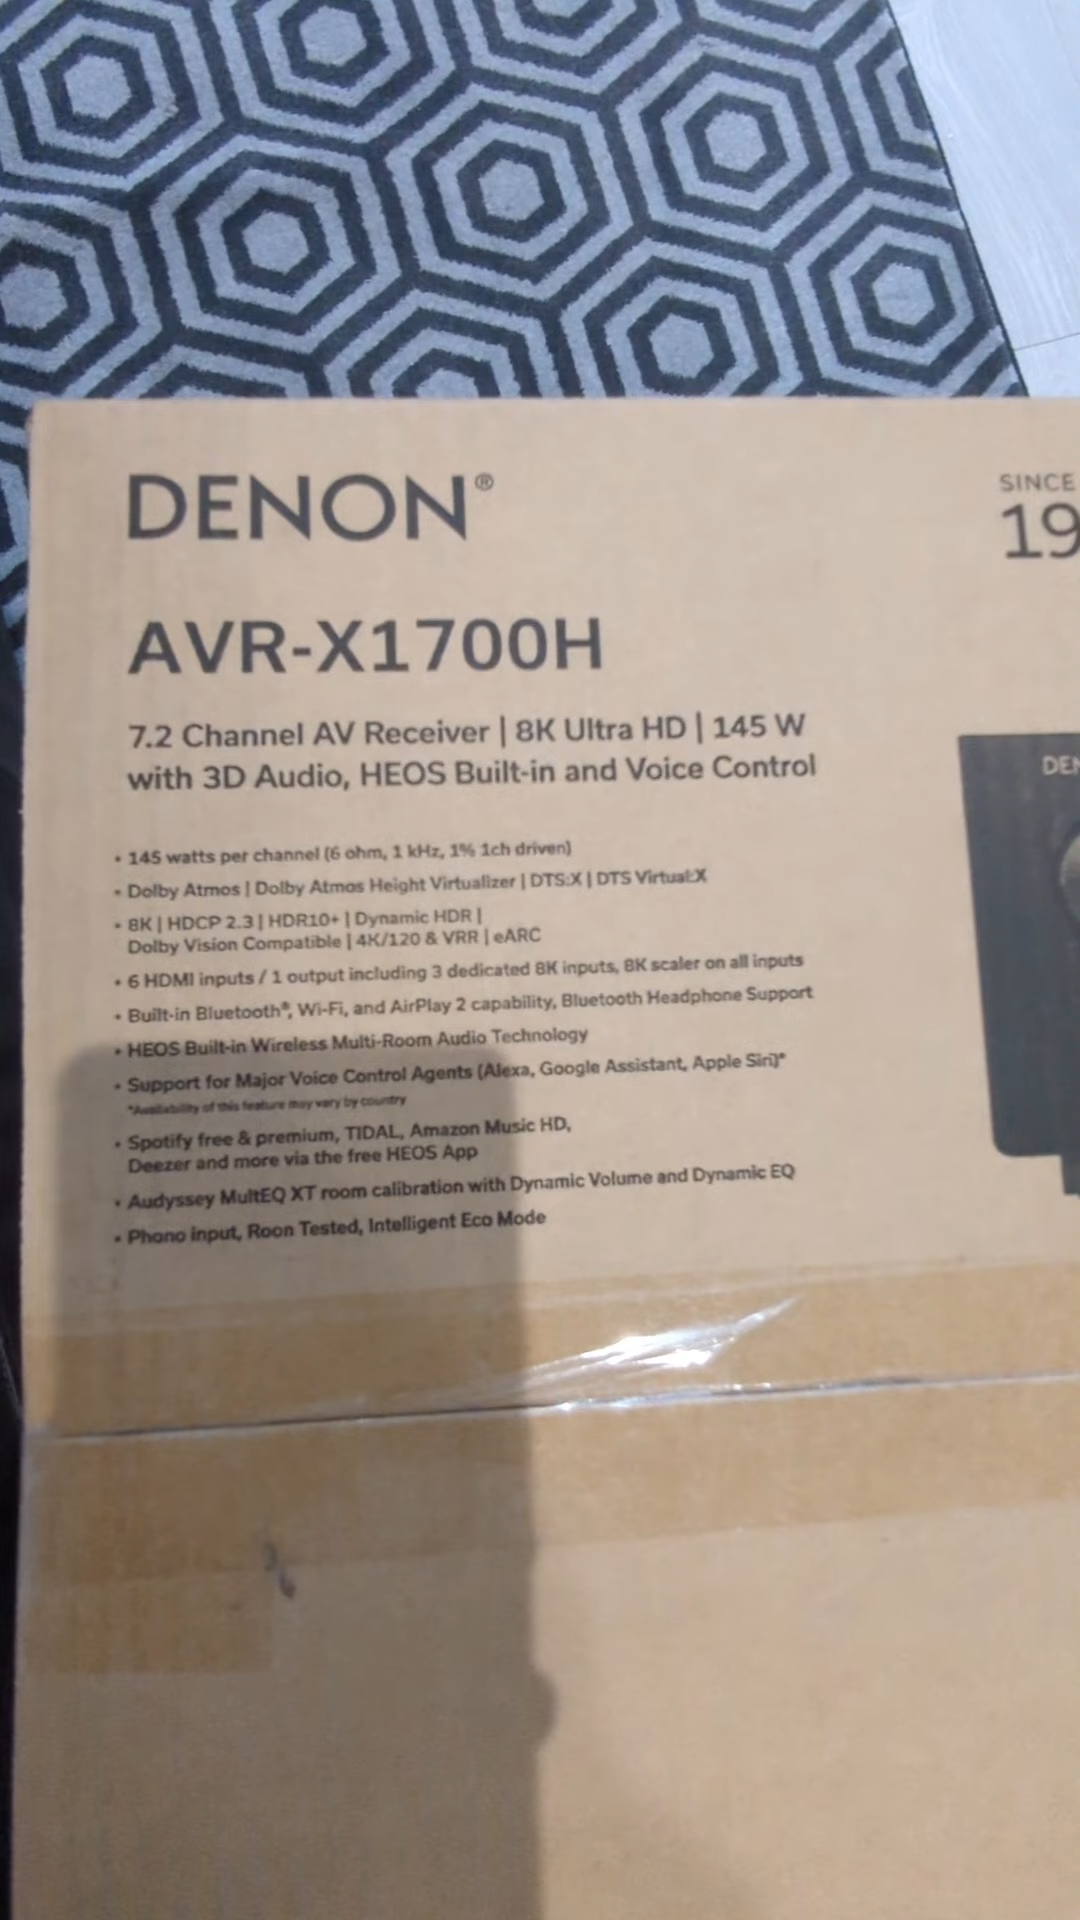 DENON®
SINCE
19
AVR-X1700H
7.2 Channel AV Receiver | 8K Ultra HD | 145 W
with 3D Audio, HEOS Built-in and Voice Control
DEN
• 145 watts per channel (6 ohm, 1 kHz, 1% 1ch driven)
• Dolby Atmos | Dolby Atmos Height Virtualizer | DTS:X | DTS Virtual:X
• 8K | HDCP 2.3 | HDR10+ | Dynamic HDR |
Dolby Vision Compatible | 4K/120 & VRR | eARC
• 6 HDMI inputs / 1 output including 3 dedicated 8K inputs, 8K scaler on all inputs
• Built-in Bluetooth®, Wi-Fi, and AirPlay 2 capability, Bluetooth Headphone Support
• HEOS Built-in Wireless Multi-Room Audio Technology
• Support for Major Voice Control Agents (Alexa, Google Assistant, Apple Siri)*
*Availability of this feature may vary by country
• Spotify free & premium, TIDAL, Amazon Music HD,
Deezer and more via the free HEOS App
• Audyssey MultEQ XT room calibration with Dynamic Volume and Dynamic EQ
• Phono input, Roon Tested, Intelligent Eco Mode